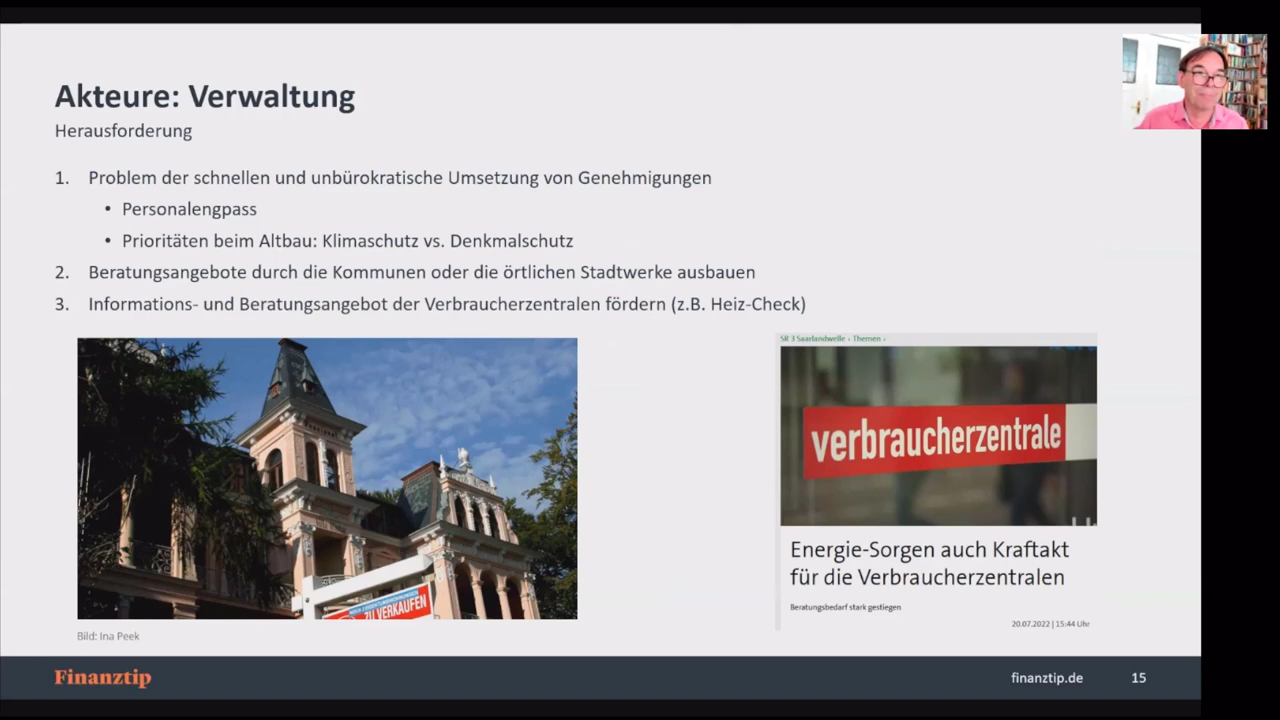 Akteure: Verwaltung
Herausforderung
1. Problem der schnellen und unbürokratische Umsetzung von Genehmigungen
• Personalengpass
• Prioritäten beim Altbau: Klimaschutz vs. Denkmalschutz
2. Beratungsangebote durch die Kommunen oder die örtlichen Stadtwerke ausbauen
3. Informations- und Beratungsangebot der Verbraucherzentralen fördern (z.B. Heiz-Check)
ZU VERKAUFEN
Bild: Ina Peek
SR 3 Saarlandwelle › Themen ›
verbraucherzentrale
Energie-Sorgen auch Kraftakt
für die Verbraucherzentralen
Beratungsbedarf stark gestiegen
20.07.2022 | 15:44 Uhr
Finanztip
finanztip.de
15